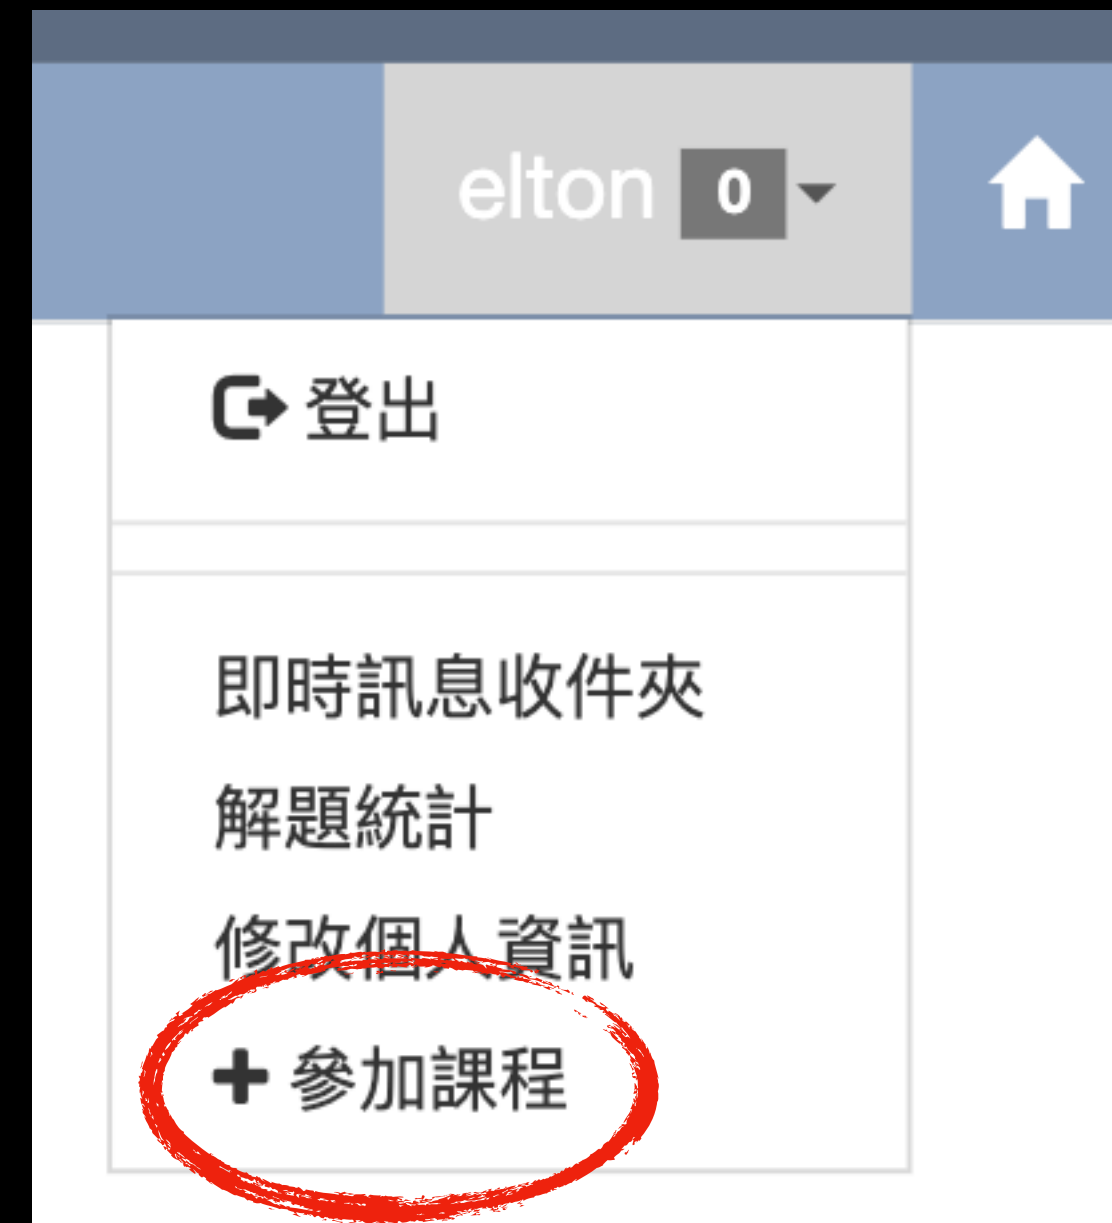 elton 0
登出
即時訊息收件夾
解題統計
修改個人資訊
參加課程